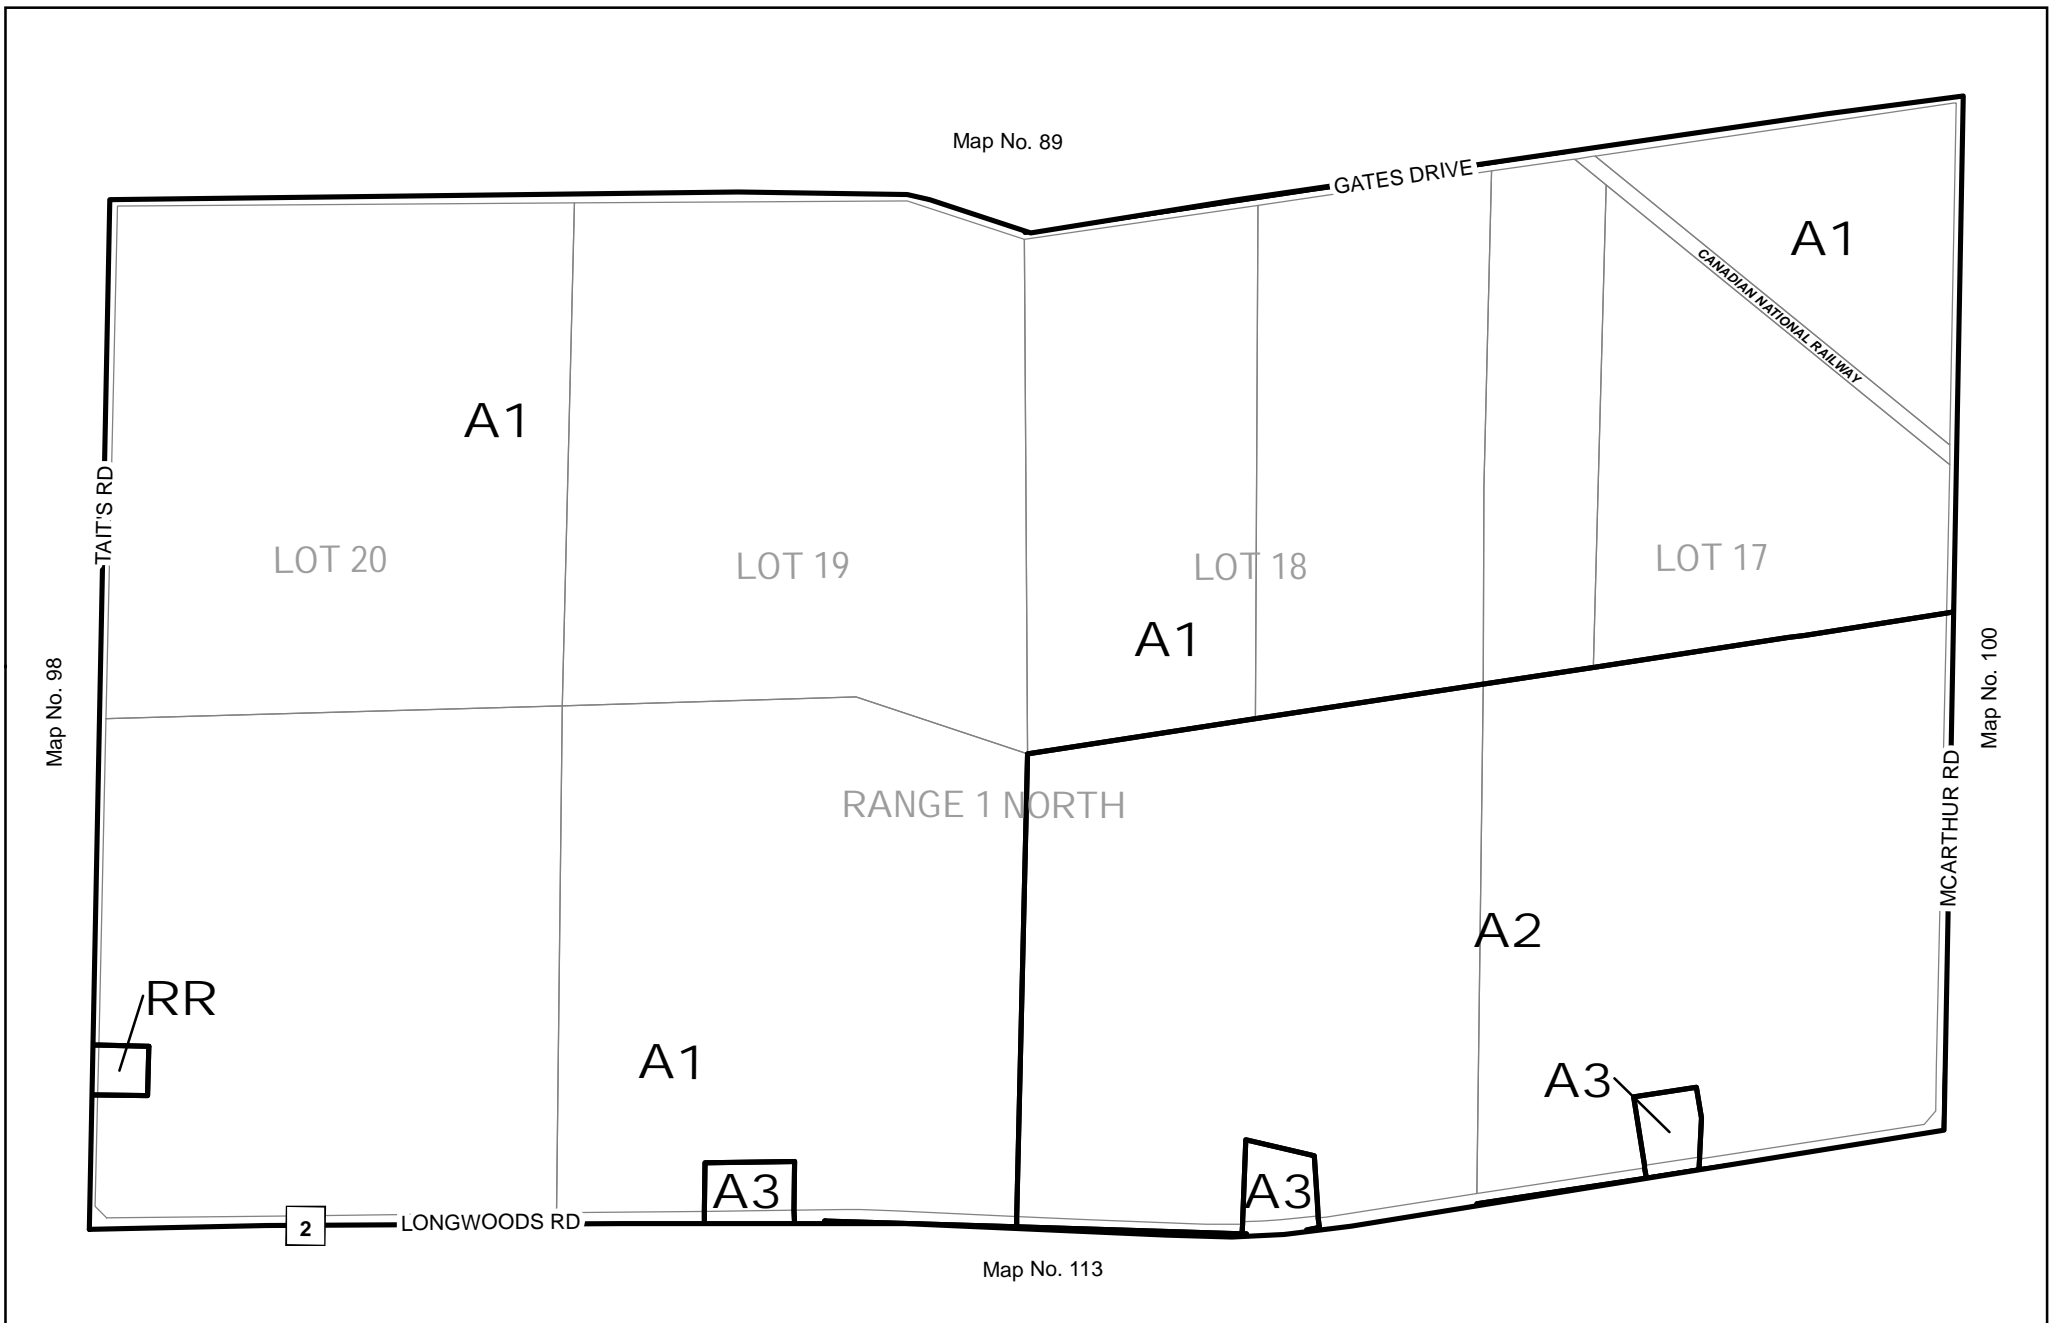 Map No. 89
GATES DRIVE
A1
CANADIAN NATIONAL RAILWAY
A1
TAIT'S RD
LOT 20
LOT 19
LOT 18
LOT 17
A1
Map No. 98
Map No. 100
RANGE 1 NORTH
MCARTHUR RD
A2
RR
A1
A3
A3
A3
2
LONGWOODS RD
Map No. 113